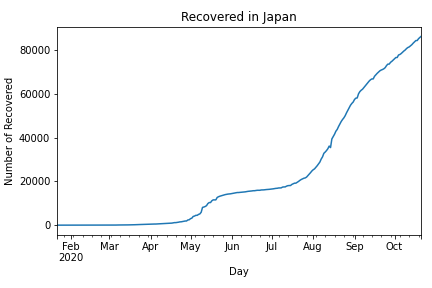 Recovered in Japan
Number of Recovered
80000
60000
40000
20000
0
Feb Mar Apr May Jun Jul Aug Sep Oct
2020
Day